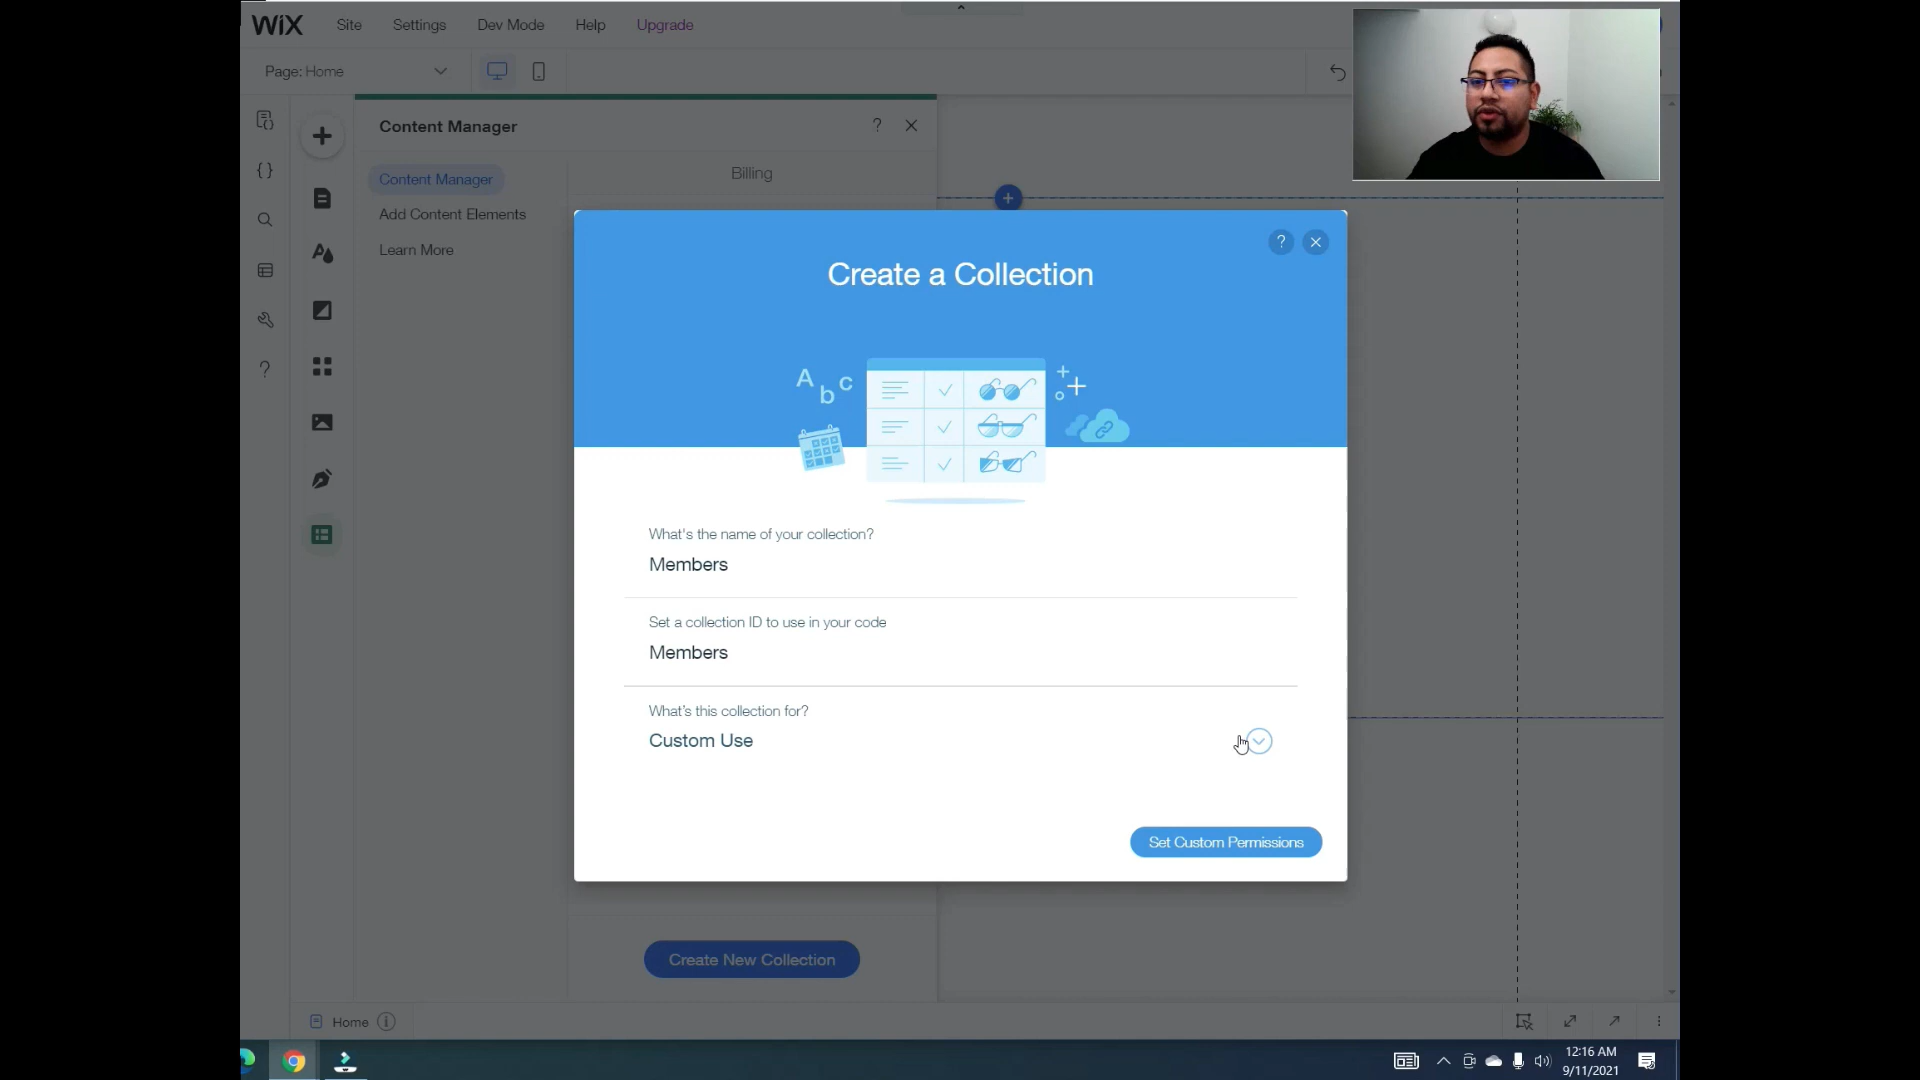 WiX Site Settings Dev Mode Help Upgrade
Page: Home
Content Manager ?
Content Manager
Billing
Add Content Elements
Learn More
?
Create a Collection
A b c
What's the name of your collection?
Members
Set a collection ID to use in your code
Members
What's this collection for?
Custom Use
Set Custom Permissions
Create New Collection
Home
12:16 AM
9/11/2021